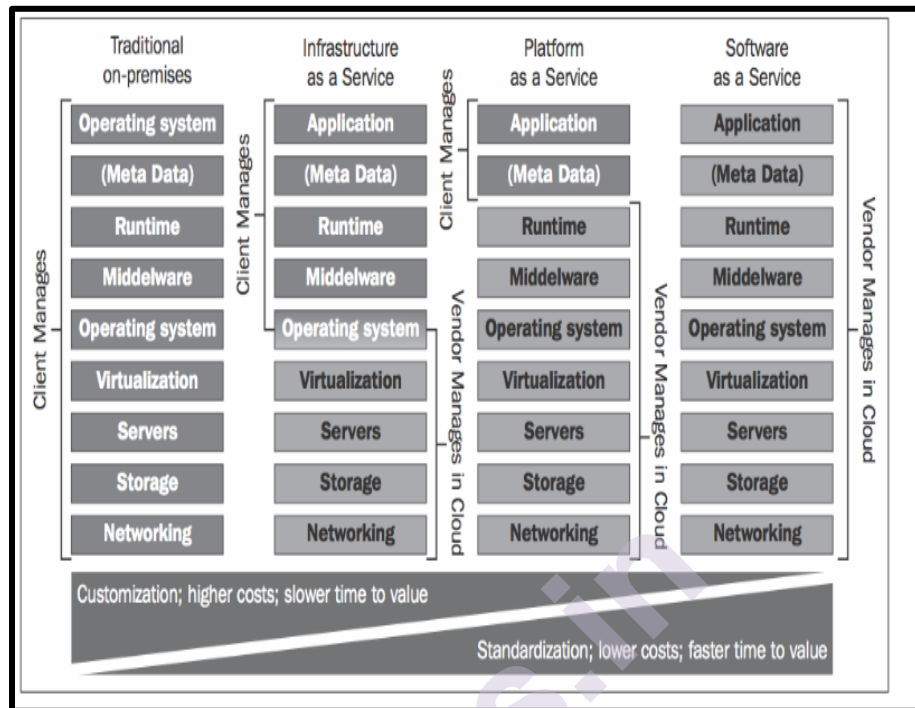 Traditional
on-premises
Infrastructure
as a Service
Platform
as a Service
Software
as a Service
Client Manages
Operating system
(Meta Data)
Runtime
Middelware
Operating system
Virtualization
Servers
Storage
Networking
Client Manages
Application
(Meta Data)
Runtime
Middelware
Operating system
Virtualization
Servers
Storage
Networking
Vendor Manages in Cloud
Client Manages
Application
(Meta Data)
Runtime
Middelware
Operating system
Virtualization
Servers
Storage
Networking
Vendor Manages in Cloud
Application
(Meta Data)
Runtime
Middelware
Operating system
Virtualization
Servers
Storage
Networking
Vendor Manages in Cloud
Customization; higher costs; slower time to value
Standardization; lower costs; faster time to value
s.in